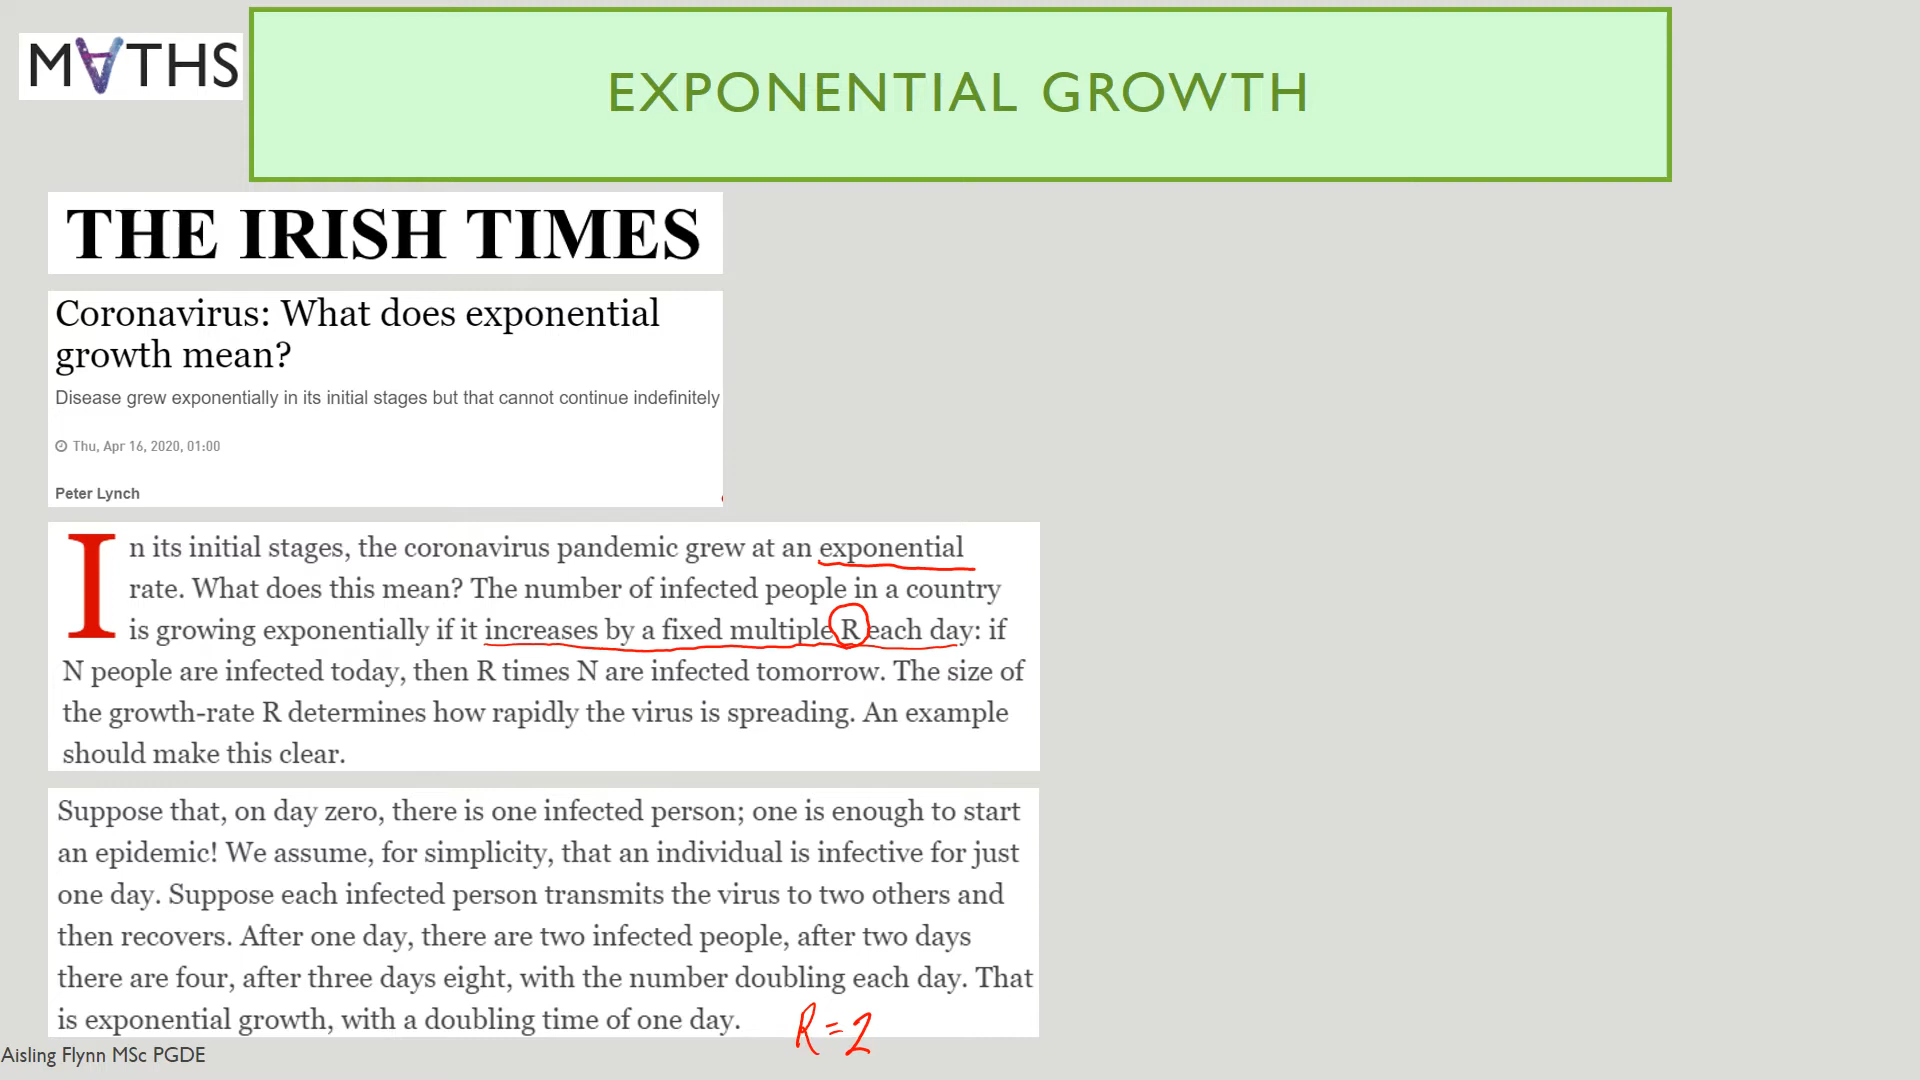 M∀THS
EXPONENTIAL GROWTH
THE IRISH TIMES
Coronavirus: What does exponential
growth mean?
Disease grew exponentially in its initial stages but that cannot continue indefinitely
Thu, Apr 16, 2020, 01:00
Peter Lynch
In its initial stages, the coronavirus pandemic grew at an exponential
rate. What does this mean? The number of infected people in a country
is growing exponentially if it increases by a fixed multiple R each day: if
N people are infected today, then R times N are infected tomorrow. The size of
the growth-rate R determines how rapidly the virus is spreading. An example
should make this clear.
Suppose that, on day zero, there is one infected person; one is enough to start
an epidemic! We assume, for simplicity, that an individual is infective for just
one day. Suppose each infected person transmits the virus to two others and
then recovers. After one day, there are two infected people, after two days
there are four, after three days eight, with the number doubling each day. That
is exponential growth, with a doubling time of one day.
R = 2
Aisling Flynn MSc PGDE